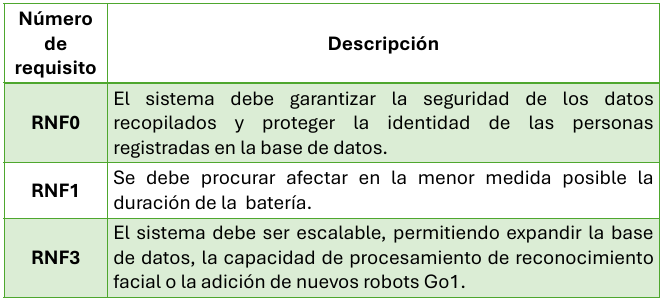 Número
de
requisito
Descripción
RNF0
El sistema debe garantizar la seguridad de los datos
recopilados y proteger la identidad de las personas
registradas en la base de datos.
RNF1
Se debe procurar afectar en la menor medida posible la
duración de la batería.
RNF3
El sistema debe ser escalable, permitiendo expandir la base
de datos, la capacidad de procesamiento de reconocimiento
facial o la adición de nuevos robots Go1.